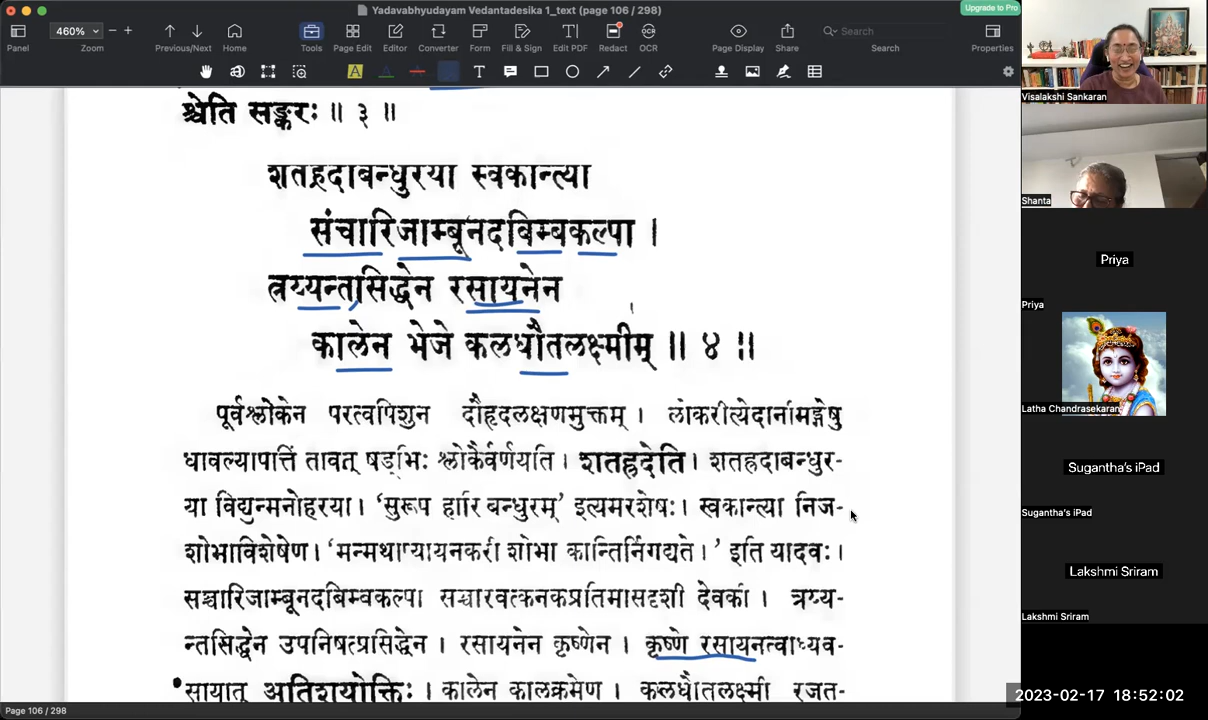 Yadavabhyudayam Vedantadesika 1_text (page 106 / 298)
Upgrade to Pro
460%
Search
Panel
Zoom
Previous/Next
Home
Tools
Page Edit
Editor
Converter
Form
Fill & Sign
Edit PDF
Redact
OCR
Page Display
Share
Search
Properties
श्चेति सङ्करः ॥ ३ ॥
शतह्रदाबन्धुरया स्वकान्त्या
संचारिजाम्बूनदबिम्बकल्पा ।
त्रय्यन्तसिद्धेन रसायनेन
कालेन भेजे कलधौतलक्ष्मीम् ॥ ४ ॥
पूर्वश्लोकेन परत्वपिशुन दौहृदलक्षणमुक्तम् । लोकरीत्येदानीमङ्गेषु
धावल्यापत्तिं तावत् षड्भिः श्लोकैर्वर्णयति । शतह्रदेति । शतह्रदाबन्धुर-
या विद्युन्मनोहरया । 'सुरूप हारि बन्धुरम्' इत्यमरशेषः । स्वकान्त्या निज-
शोभाविशेषेण । 'मन्मथाप्यायनकरी शोभा कान्तिर्निगद्यते ।' इति यादवः ।
सञ्चारिजाम्बूनदबिम्बकल्पा सञ्चारवत्कनकप्रतिमासदृशी देवकी । त्रय्य-
न्तसिद्धेन उपनिषत्प्रसिद्धेन । रसायनेन कृष्णेन । कृष्णे रसायनत्वाध्यव-
सायात् अतिशयोक्तिः । कालेन कालक्रमेण । कलधौतलक्ष्मीं रजत-
Page 106 / 298
Visalakshi Sankaran
Shanta
Priya
Priya
Latha Chandrasekaran
Sugantha's iPad
Sugantha's iPad
Lakshmi Sriram
Lakshmi Sriram
2023-02-17 18:52:02